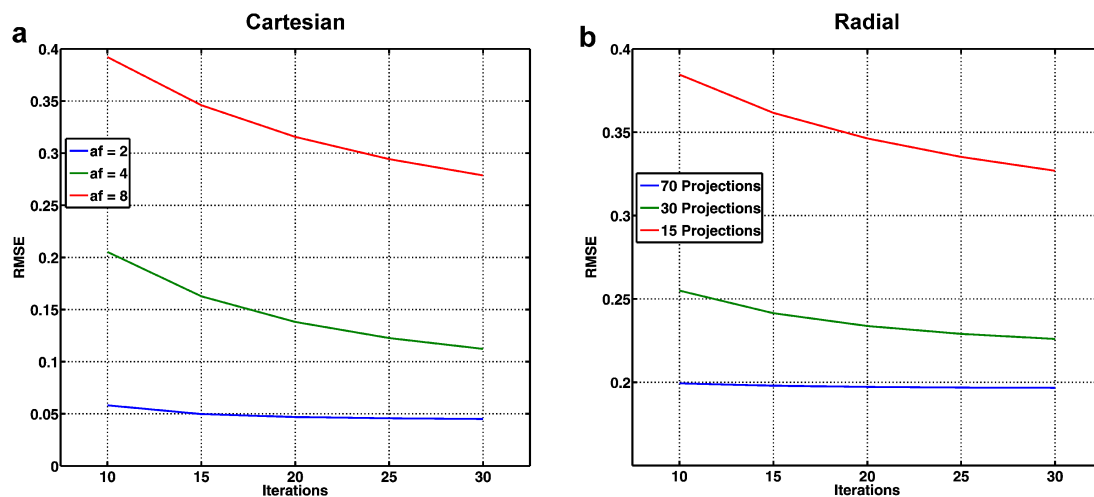 Cartesian
a
0.4
0.35
0.3
0.25
0.2
0.15
0.1
0.05
0
RMSE
af = 2
af = 4
af = 8
10 15 20 25 30
Iterations
Radial
b
0.4
0.35
0.3
0.25
0.2
RMSE
70 Projections
30 Projections
15 Projections
10 15 20 25 30
Iterations